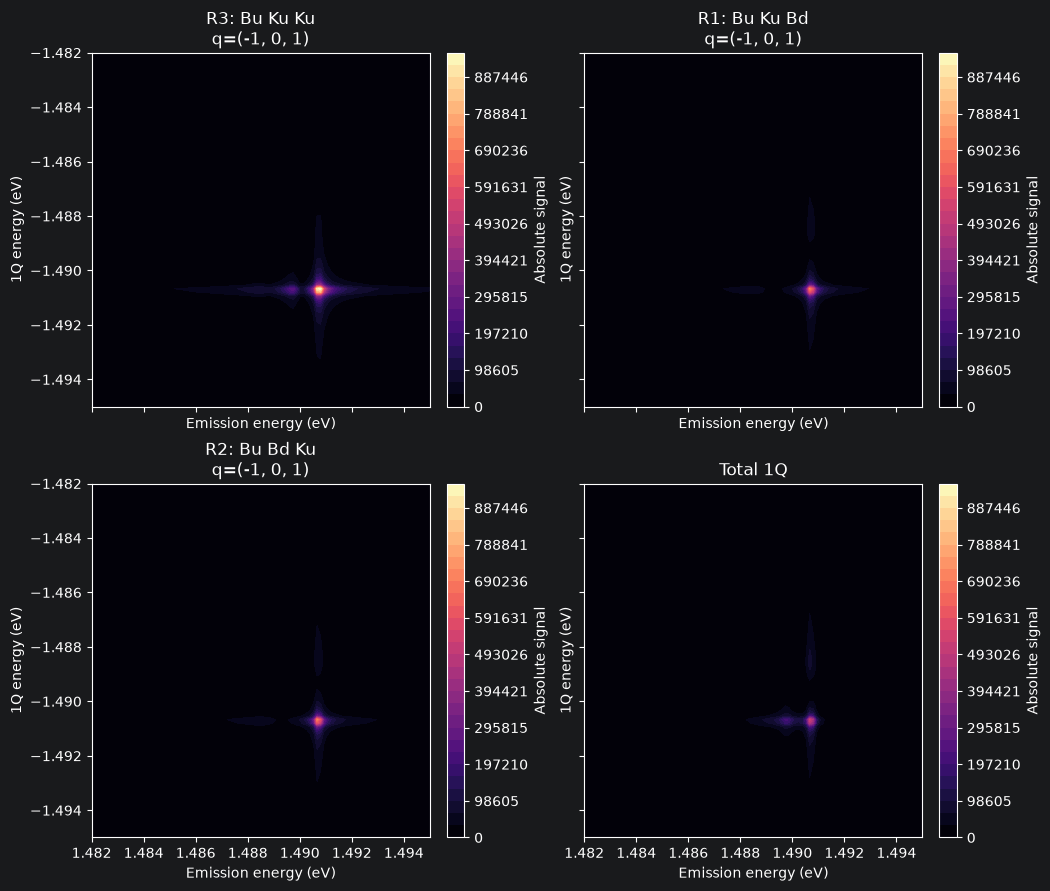 R3: Bu Ku Ku
q=(-1, 0, 1)
1Q energy (eV)
−1.482
−1.484
−1.486
−1.488
−1.490
−1.492
−1.494
Emission energy (eV)
887446
788841
690236
591631
493026
394421
295815
197210
98605
0
Absolute signal
R1: Bu Ku Bd
q=(-1, 0, 1)
1Q energy (eV)
Emission energy (eV)
887446
788841
690236
591631
493026
394421
295815
197210
98605
0
Absolute signal
R2: Bu Bd Ku
q=(-1, 0, 1)
1Q energy (eV)
−1.482
−1.484
−1.486
−1.488
−1.490
−1.492
−1.494
1.482 1.484 1.486 1.488 1.490 1.492 1.494
Emission energy (eV)
887446
788841
690236
591631
493026
394421
295815
197210
98605
0
Absolute signal
Total 1Q
1Q energy (eV)
1.482 1.484 1.486 1.488 1.490 1.492 1.494
Emission energy (eV)
887446
788841
690236
591631
493026
394421
295815
197210
98605
0
Absolute signal